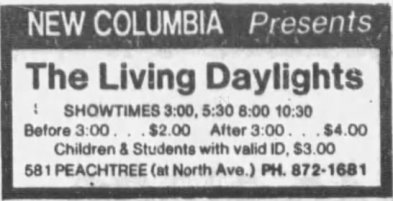 NEW COLUMBIA Presents
The Living Daylights
SHOWTIMES 3:00, 5:30 8:00 10:30
Before 3:00 . . . $2.00 After 3:00 . . . $4.00
Children & Students with valid ID, $3.00
581 PEACHTREE (at North Ave.) PH. 872-1681